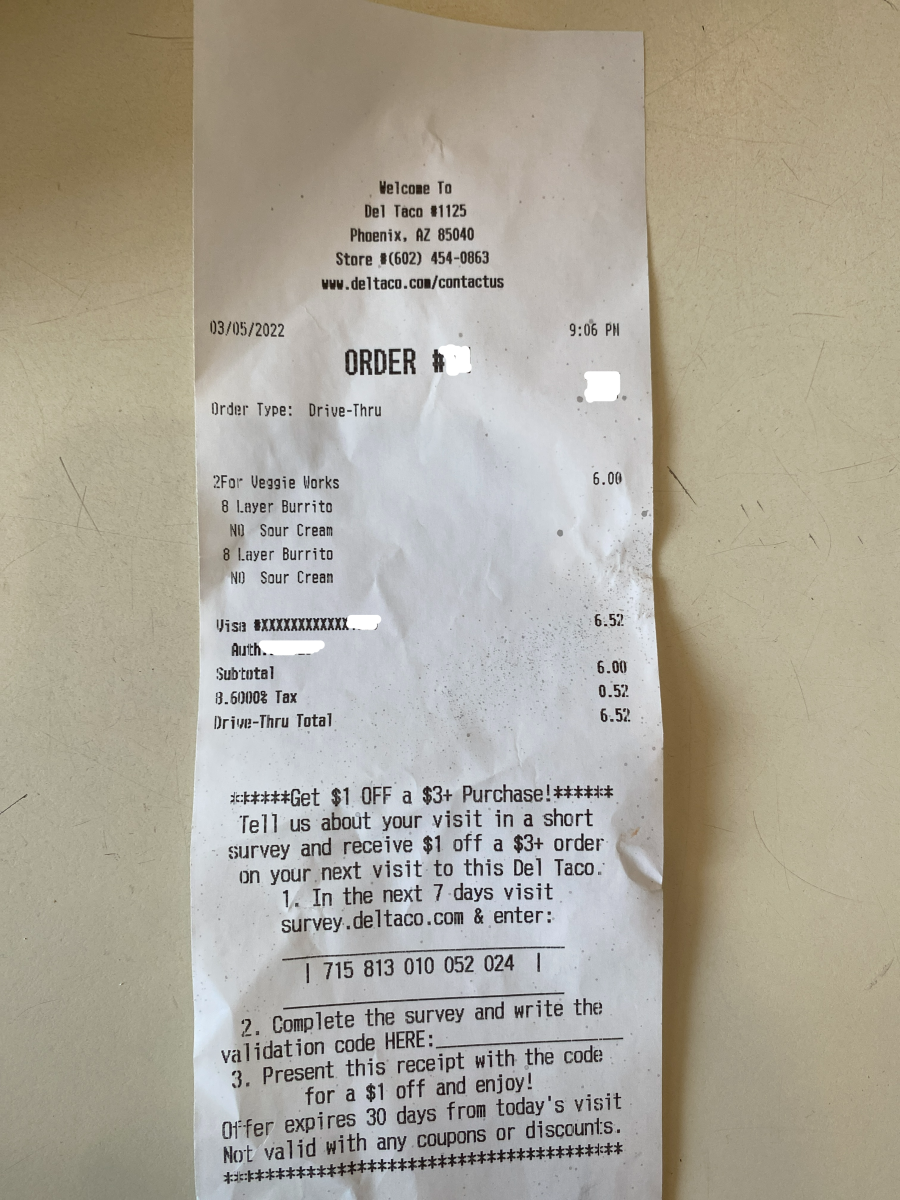 Welcome To
Del Taco #1125
Phoenix, AZ 85040
Store #(602) 454-0863
www.deltaco.com/contactus
03/05/2022 9:06 PM
ORDER #
Order Type: Drive-Thru
2For Veggie Works 6.00
8 Layer Burrito
NO Sour Cream
8 Layer Burrito
NO Sour Cream
Visa #XXXXXXXXXXXX 6.52
Auth.
Subtotal 6.00
8.6000% Tax 0.52
Drive-Thru Total 6.52
******Get $1 OFF a $3+ Purchase!******
Tell us about your visit in a short
survey and receive $1 off a $3+ order
on your next visit to this Del Taco.
1. In the next 7 days visit
survey.deltaco.com & enter:
| 715 813 010 052 024 |
2. Complete the survey and write the
validation code HERE:
3. Present this receipt with the code
for a $1 off and enjoy!
Offer expires 30 days from today's visit
Not valid with any coupons or discounts.
****************************************